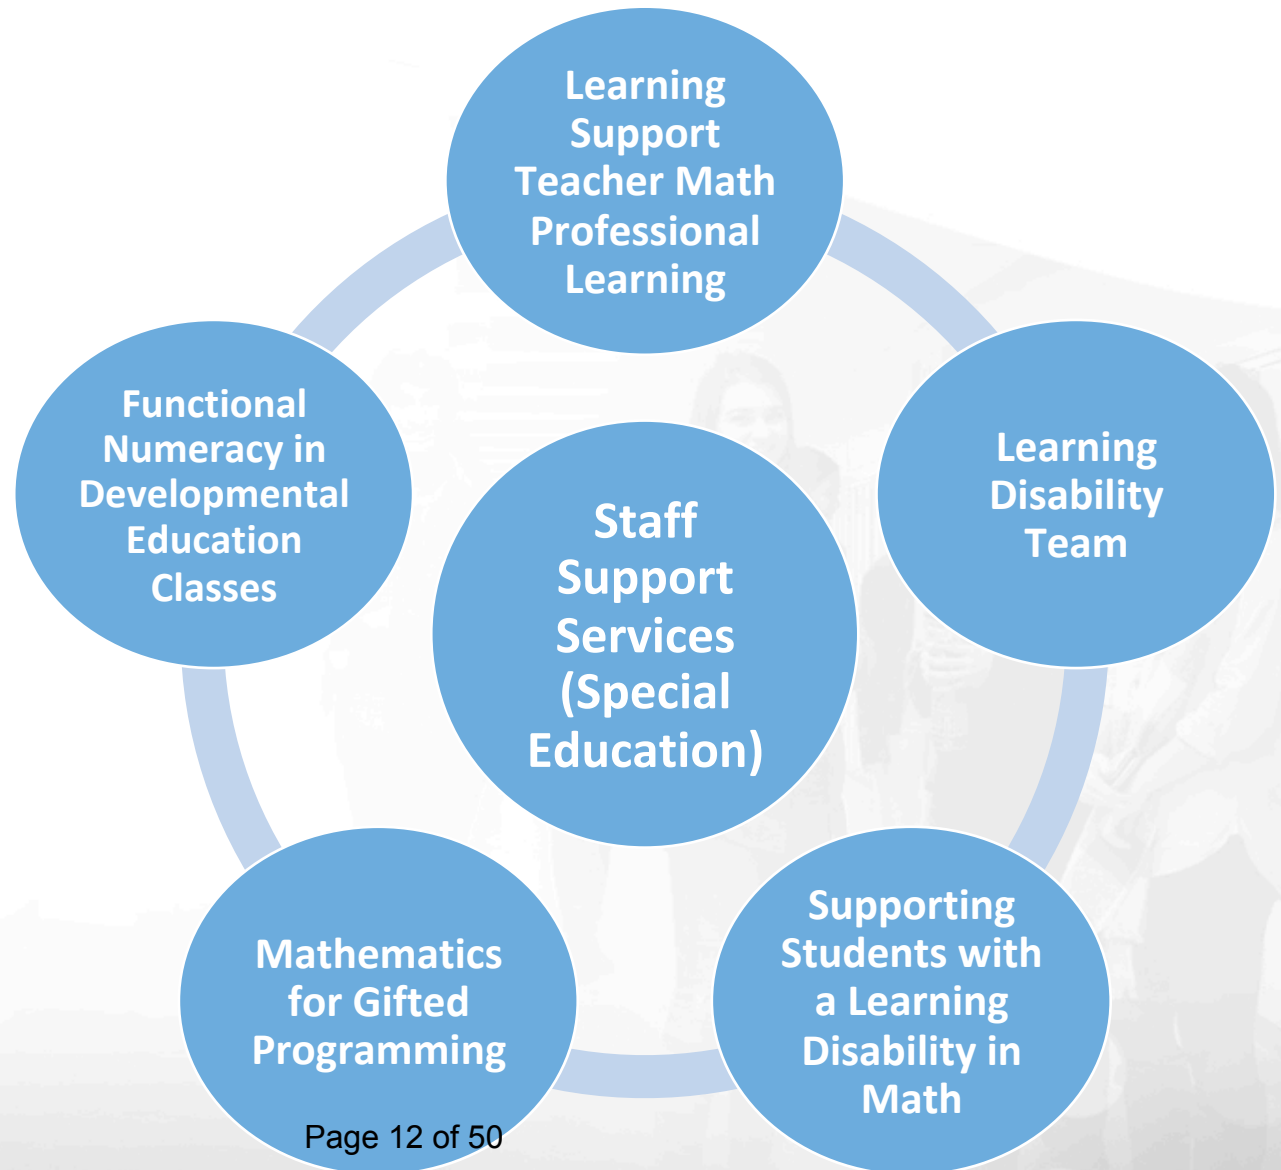 Learning
Support
Teacher Math
Professional
Learning
Functional
Numeracy in
Developmental
Education
Classes
Learning
Disability
Team
Staff
Support
Services
(Special
Education)
Mathematics
for Gifted
Programming
Supporting
Students with
a Learning
Disability in
Math
Page 12 of 50